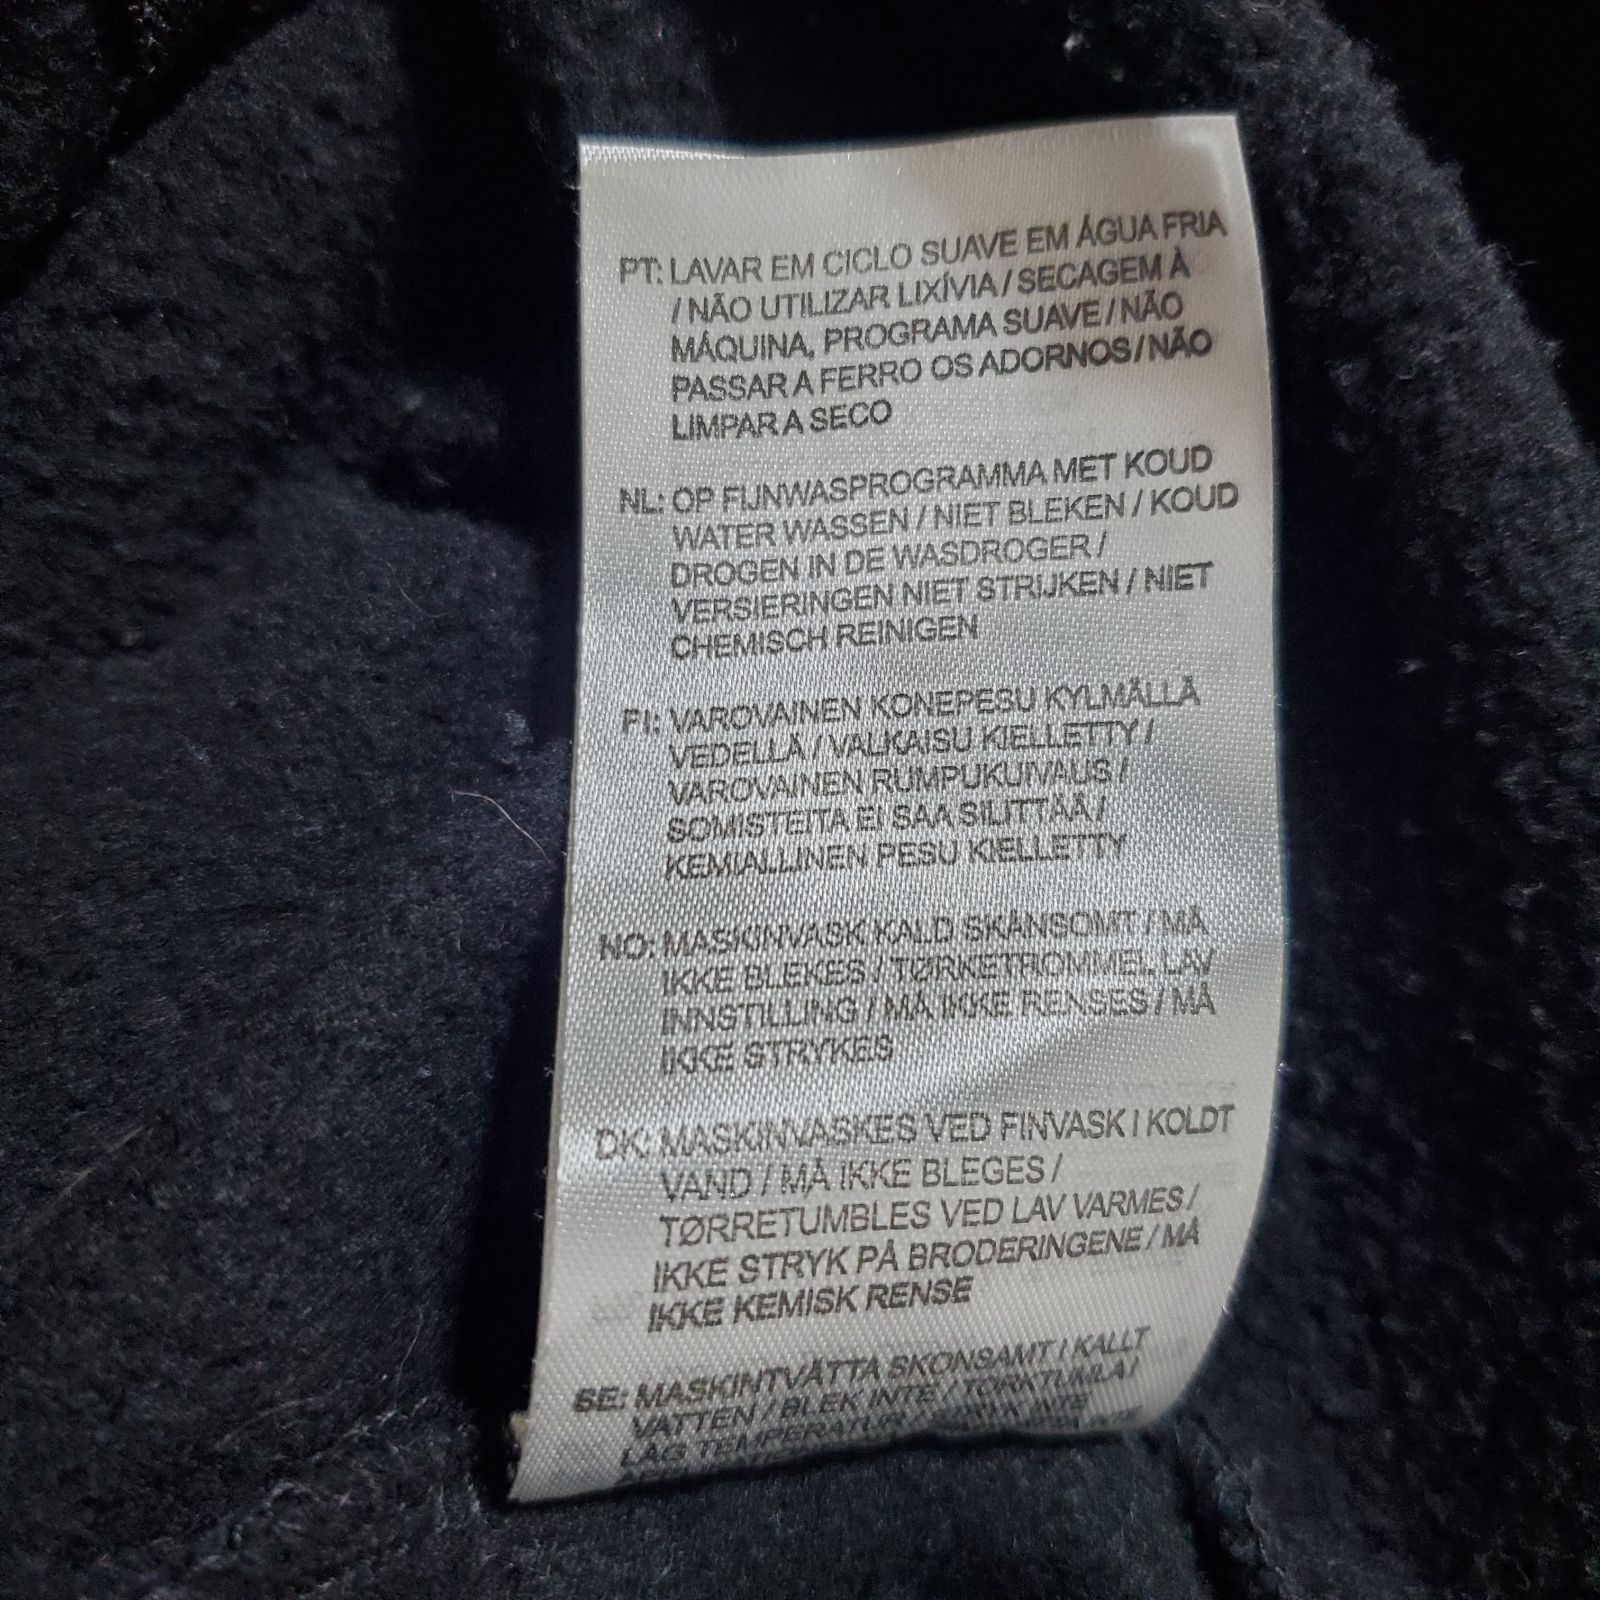 PT: LAVAR EM CICLO SUAVE EM ÁGUA FRIA
/ NÃO UTILIZAR LIXÍVIA / SECAGEM À
MÁQUINA, PROGRAMA SUAVE / NÃO
PASSAR A FERRO OS ADORNOS / NÃO
LIMPAR A SECO
NL: OP FIJNWASPROGRAMMA MET KOUD
WATER WASSEN / NIET BLEKEN / KOUD
DROGEN IN DE WASDROGER /
VERSIERINGEN NIET STRIJKEN / NIET
CHEMISCH REINIGEN
FI: VAROVAINEN KONEPESU KYLMÄLLÄ
VEDELLÄ / VALKAISU KIELLETTY /
VAROVAINEN RUMPUKUIVAUS /
SOMISTEITA EI SAA SILITTÄÄ /
KEMIALLINEN PESU KIELLETTY
NO: MASKINVASK KALD SKÅNSOMT / MÅ
IKKE BLEKES / TØRKETROMMEL LAV
INNSTILLING / MÅ IKKE RENSES / MÅ
IKKE STRYKES
DK: MASKINVASKES VED FINVASK I KOLDT
VAND / MÅ IKKE BLEGES /
TØRRETUMBLES VED LAV VARMES /
IKKE STRYK PÅ BRODERINGENE / MÅ
IKKE KEMISK RENSE
SE: MASKINTVÄTTA SKONSAMT I KALLT
VATTEN / BLEK INTE / TORKTUMLA I
LÅG TEMPERATUR / STRYK INTE